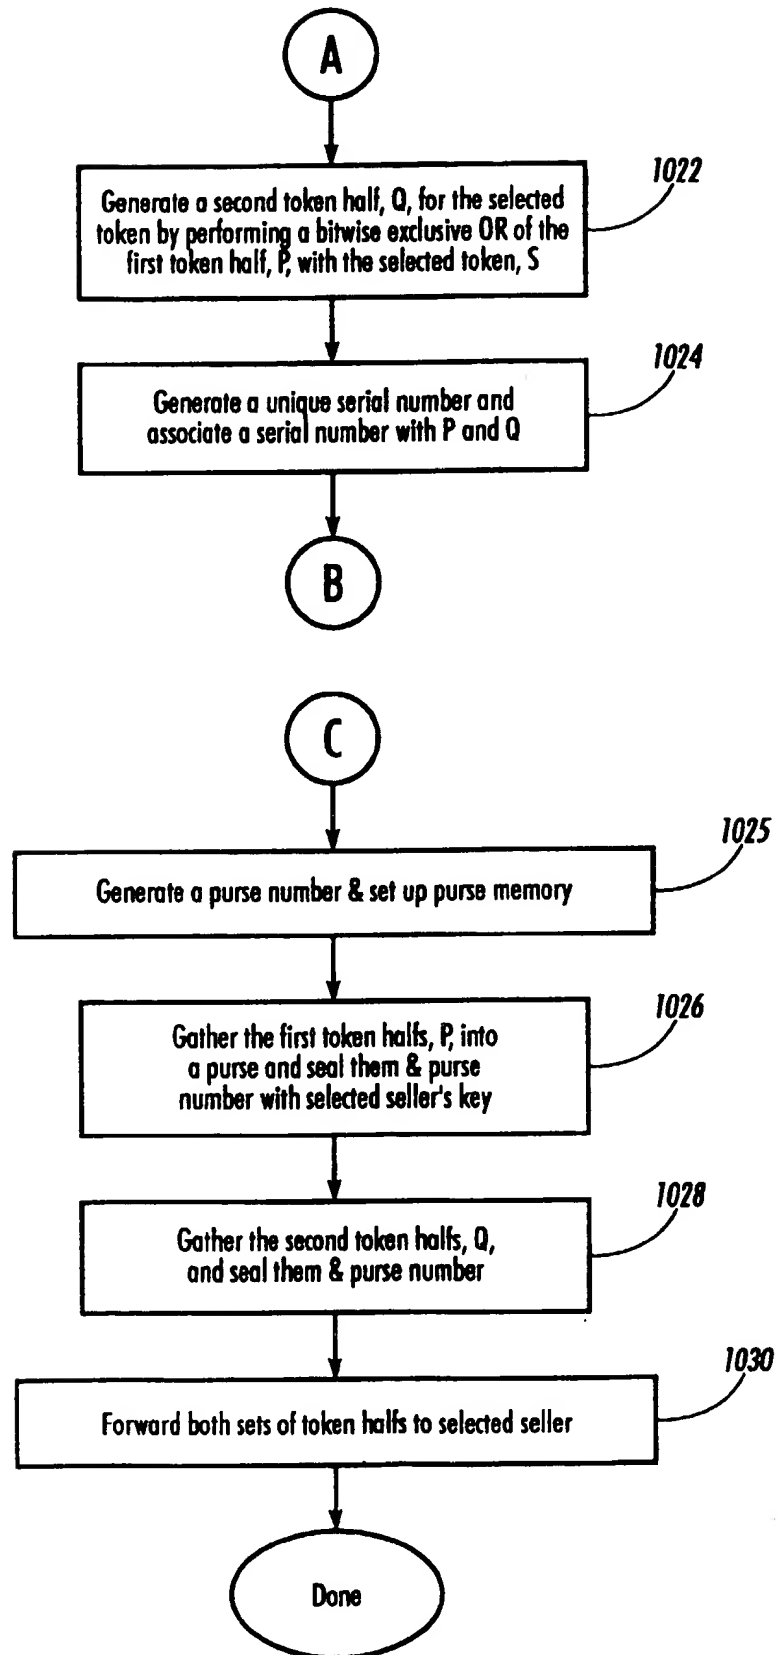 A
1022
Generate a second token half, Q, for the selected
token by performing a bitwise exclusive OR of the
first token half, P, with the selected token, S
1024
Generate a unique serial number and
associate a serial number with P and Q
B
C
1025
Generate a purse number & set up purse memory
1026
Gather the first token halfs, P, into
a purse and seal them & purse
number with selected seller's key
1028
Gather the second token halfs, Q,
and seal them & purse number
1030
Forward both sets of token halfs to selected seller
Done